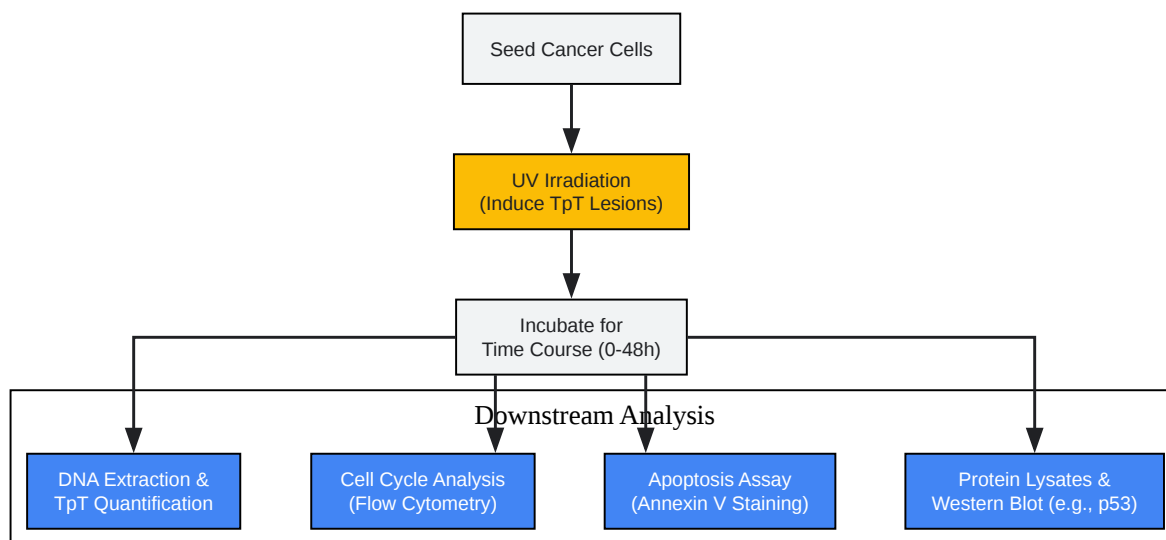 Seed Cancer Cells
UV Irradiation
(Induce TpT Lesions)
Incubate for
Time Course (0-48h)
Downstream Analysis
DNA Extraction &
TpT Quantification
Cell Cycle Analysis
(Flow Cytometry)
Apoptosis Assay
(Annexin V Staining)
Protein Lysates &
Western Blot (e.g., p53)